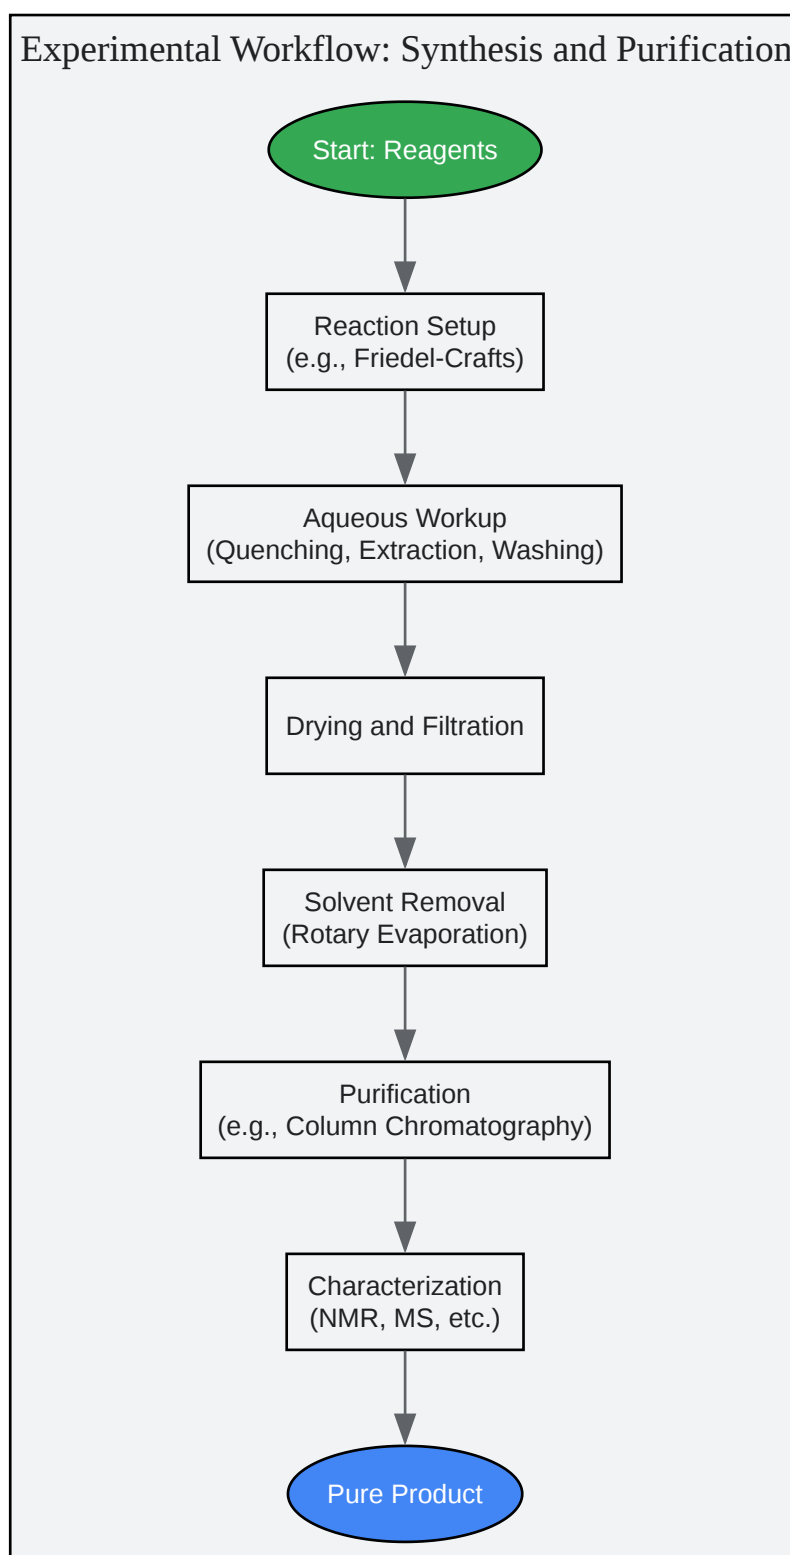 Experimental Workflow: Synthesis and Purification
Start: Reagents
Reaction Setup
(e.g., Friedel-Crafts)
Aqueous Workup
(Quenching, Extraction, Washing)
Drying and Filtration
Solvent Removal
(Rotary Evaporation)
Purification
(e.g., Column Chromatography)
Characterization
(NMR, MS, etc.)
Pure Product